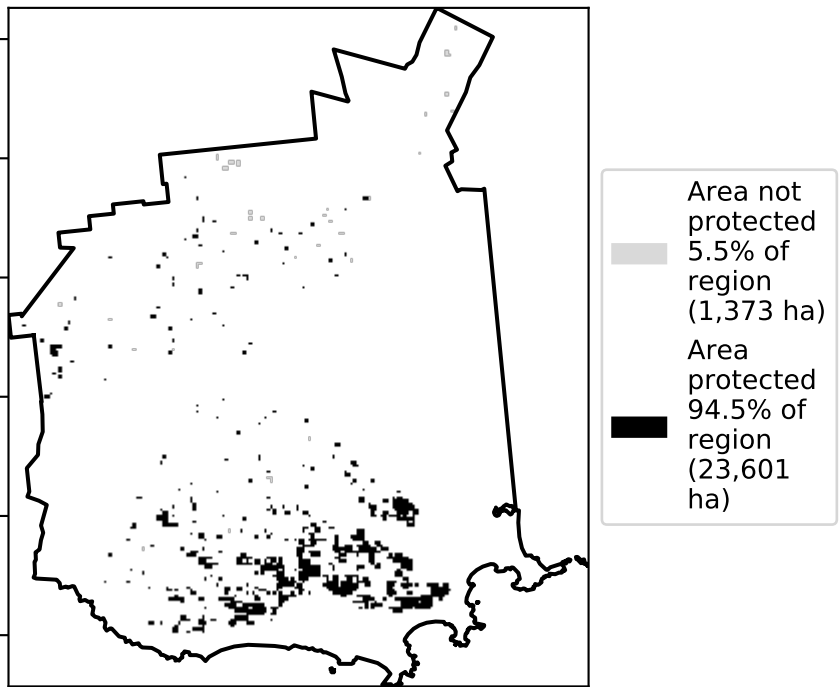 Area not
protected
5.5% of
region
(1,373 ha)
Area
protected
94.5% of
region
(23,601
ha)